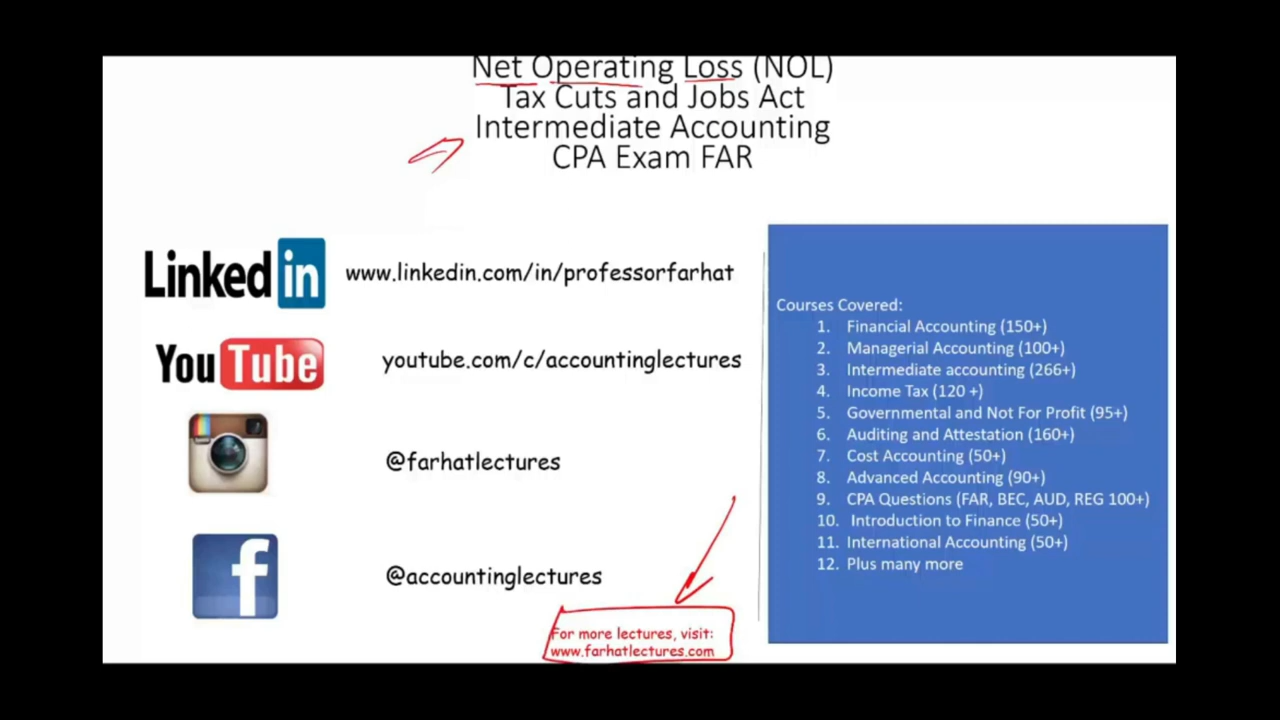 Net Operating Loss (NOL)
Tax Cuts and Jobs Act
Intermediate Accounting
CPA Exam FAR
Linked in
www.linkedin.com/in/professorfarhat
YouTube
youtube.com/c/accountinglectures
@farhatlectures
f
@accountinglectures
For more lectures, visit:
www.farhatlectures.com
Courses Covered:
1. Financial Accounting (150+)
2. Managerial Accounting (100+)
3. Intermediate accounting (266+)
4. Income Tax (120 +)
5. Governmental and Not For Profit (95+)
6. Auditing and Attestation (160+)
7. Cost Accounting (50+)
8. Advanced Accounting (90+)
9. CPA Questions (FAR, BEC, AUD, REG 100+)
10. Introduction to Finance (50+)
11. International Accounting (50+)
12. Plus many more